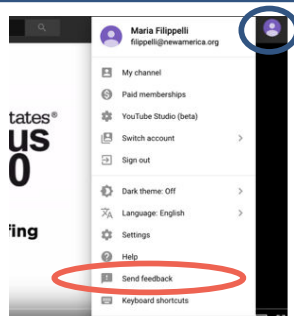 Maria Filippelli
filippelli@newamerica.org
My channel
Paid memberships
YouTube Studio (beta)
Switch account
Sign out
tates®
us
0
fing
Dark theme: Off
Language: English
Settings
Help
Send feedback
Keyboard shortcuts